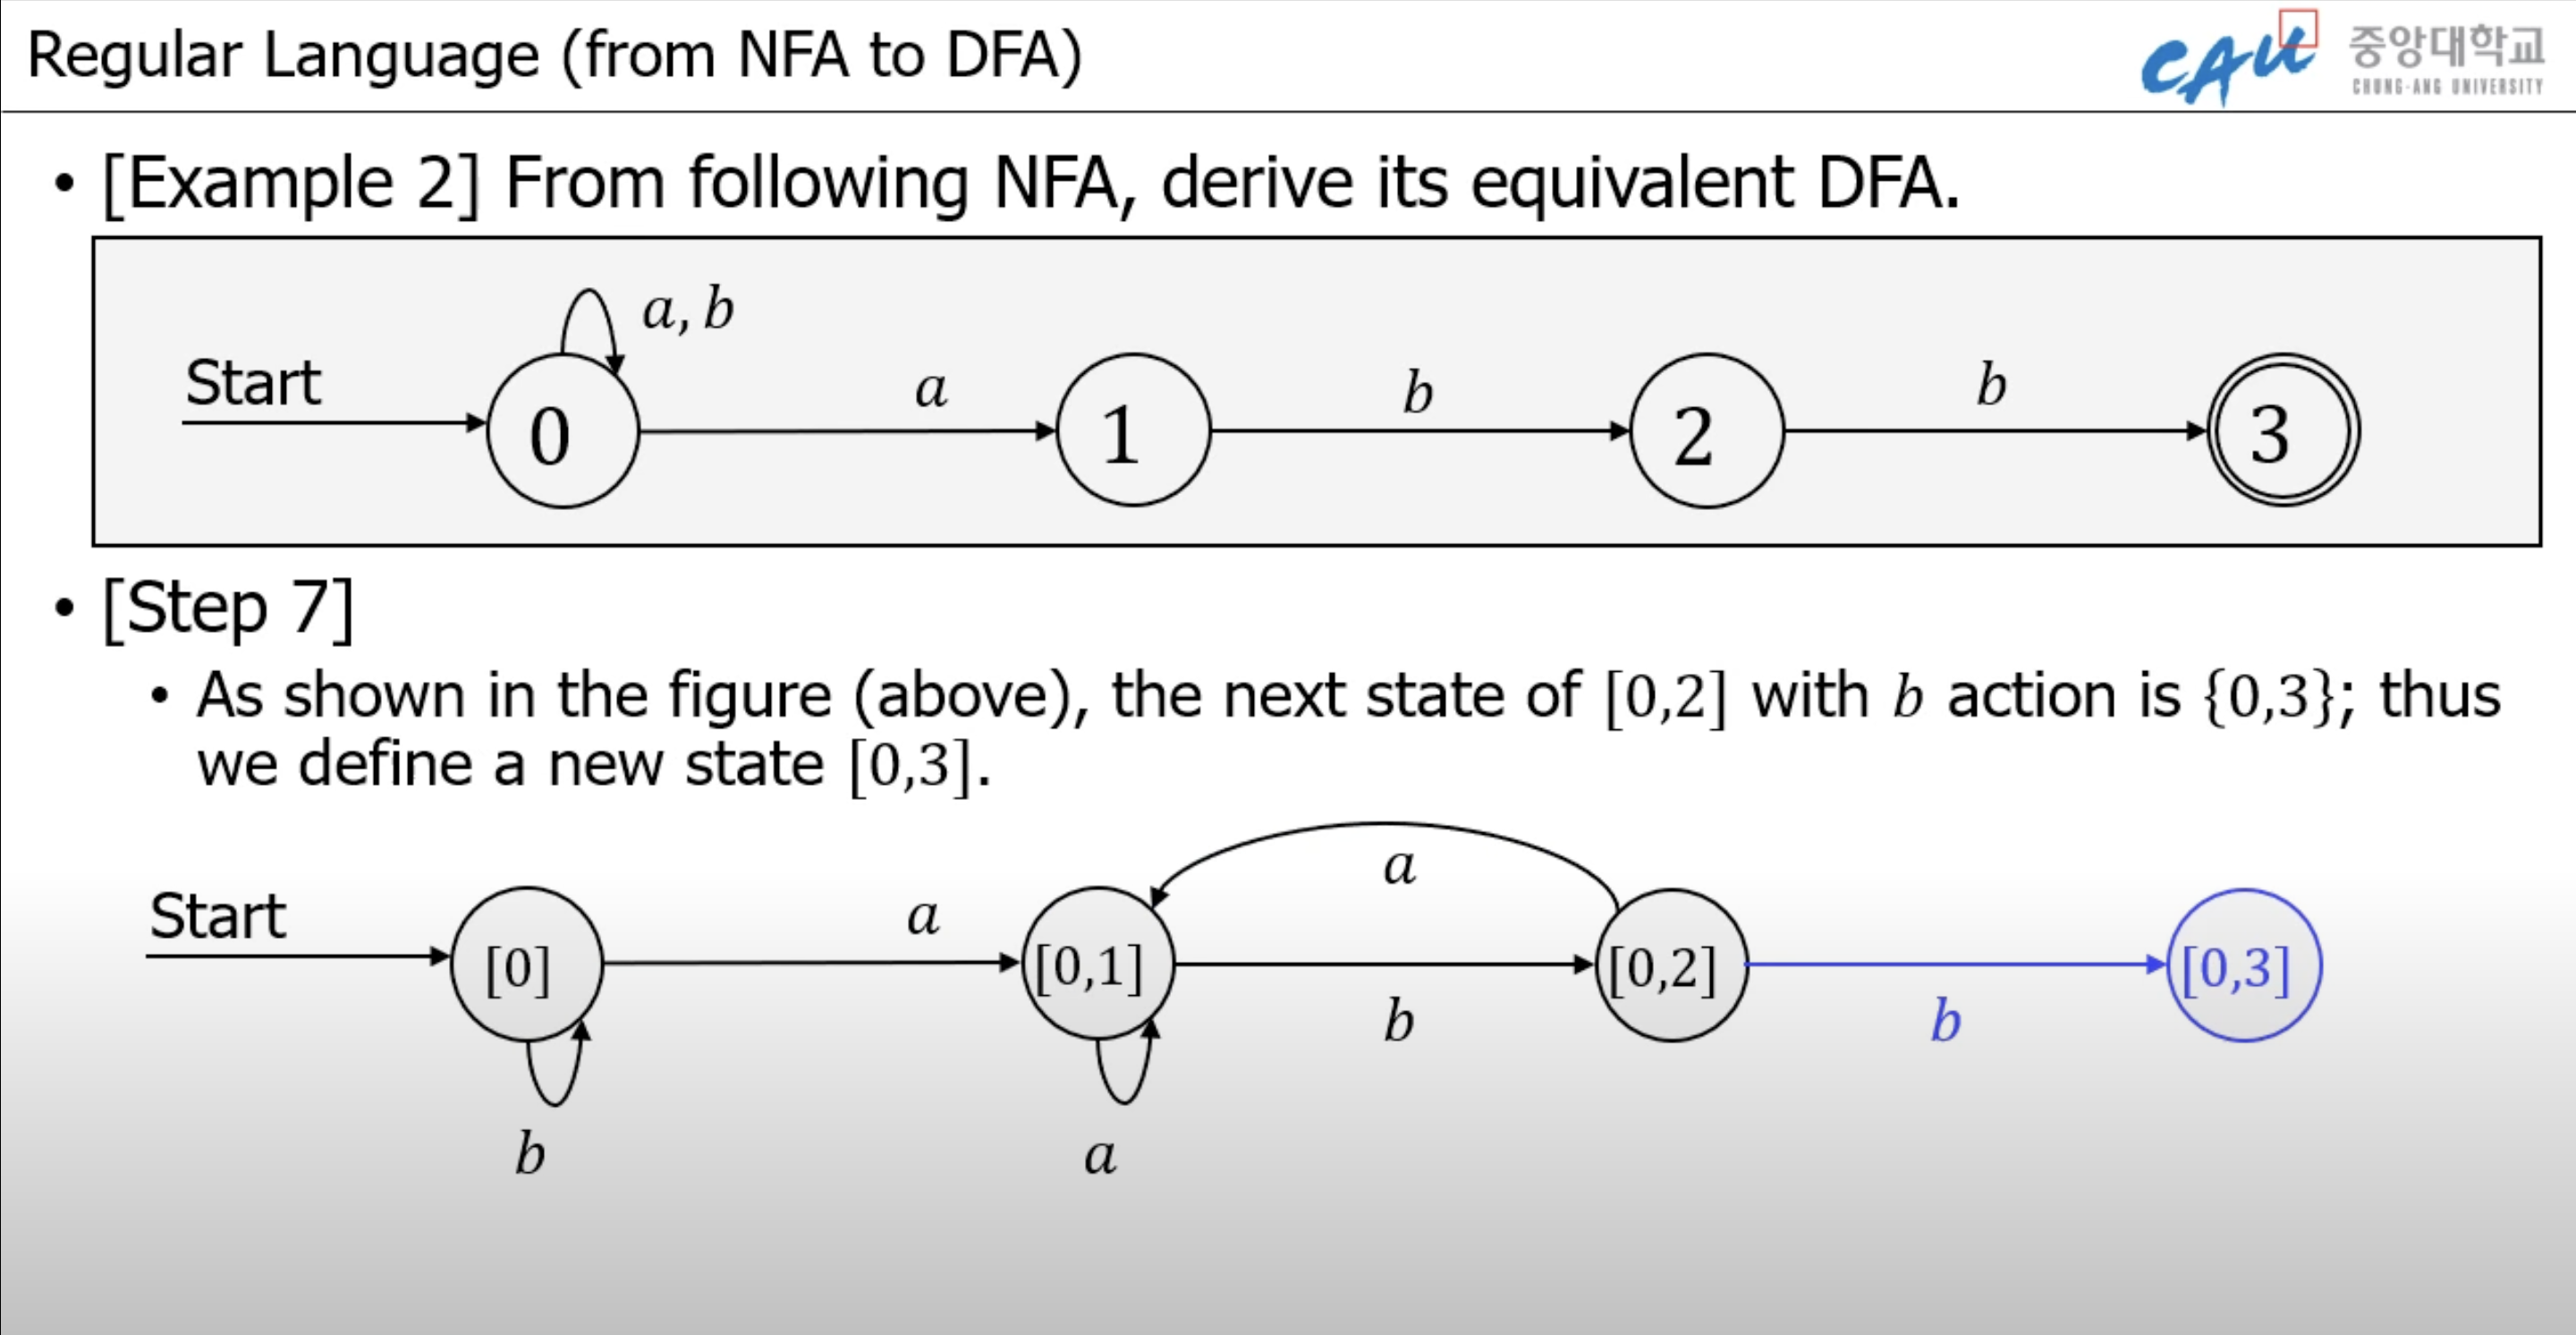 Regular Language (from NFA to DFA)
CAU 중앙대학교
CHUNG-ANG UNIVERSITY
• [Example 2] From following NFA, derive its equivalent DFA.
a, b
Start
0
a
1
b
2
b
3
• [Step 7]
• As shown in the figure (above), the next state of [0,2] with b action is {0,3}; thus
we define a new state [0,3].
a
Start
[0]
a
[0,1]
b
[0,2]
b
[0,3]
b
a